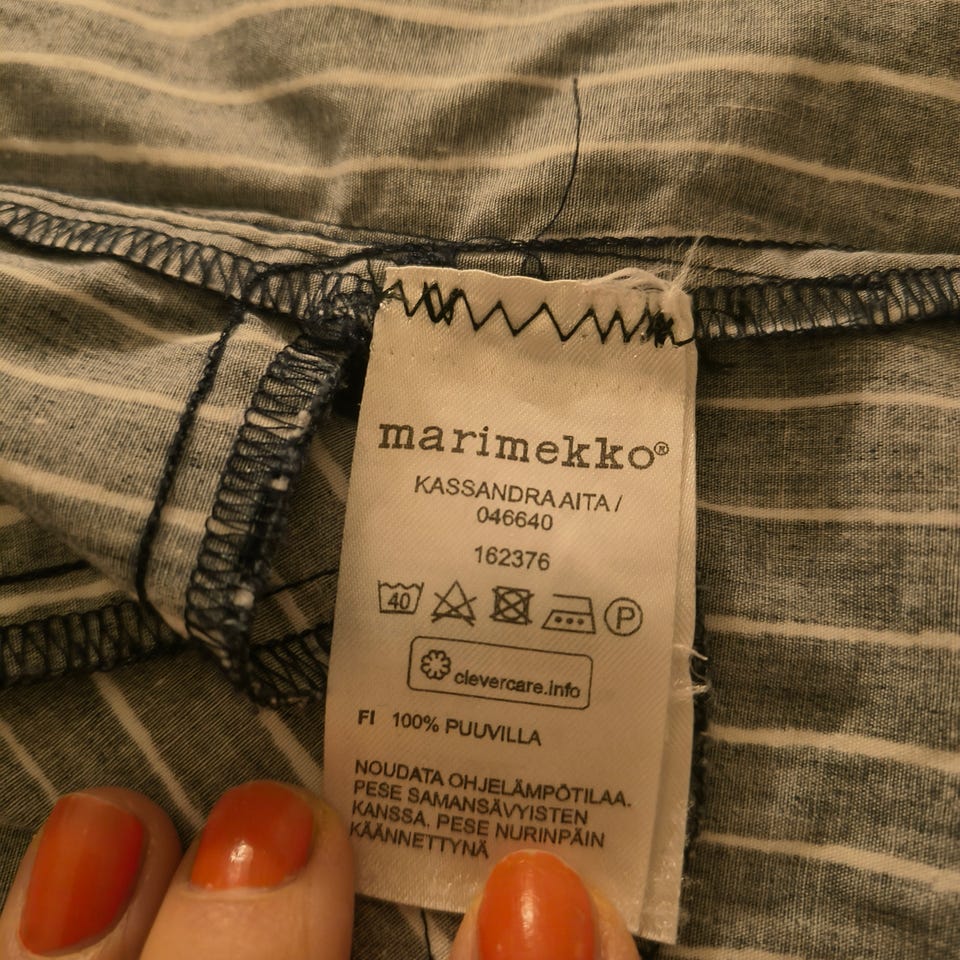 marimekko®
KASSANDRA AITA /
046640
162376
40
P
clevercare.info
FI 100% PUUVILLA
NOUDATA OHJELÄMPÖTILAA.
PESE SAMANSÄVYISTEN
KANSSA. PESE NURINPÄIN
KÄÄNNETTYNÄ